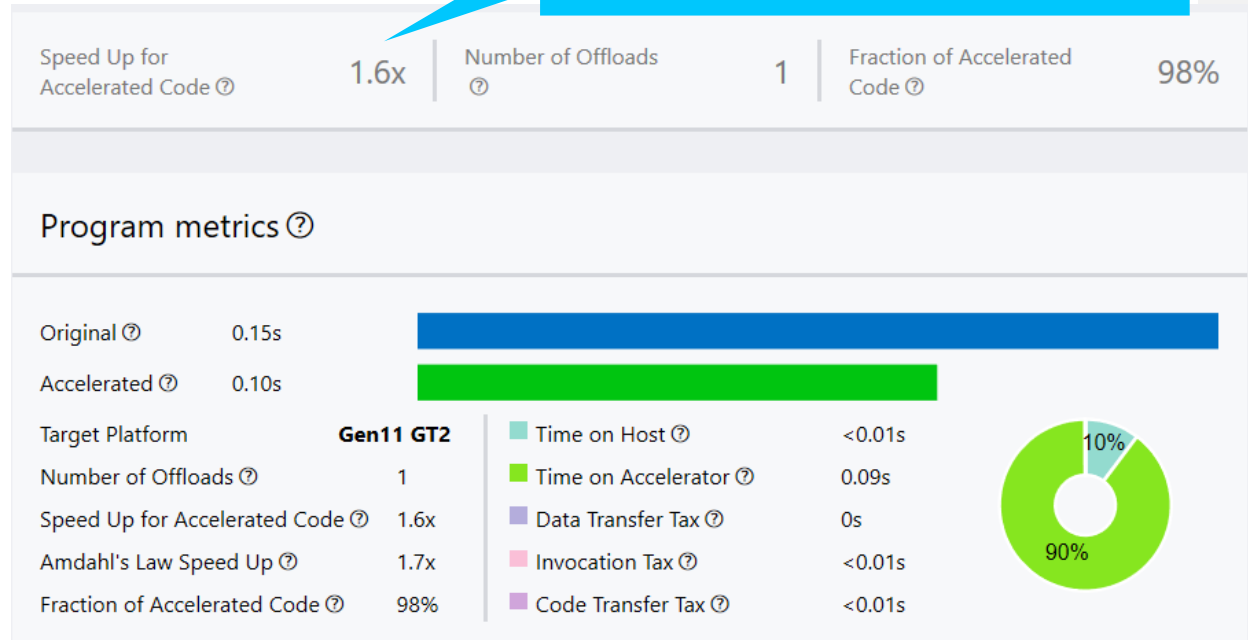 Speed Up for
Accelerated Code ?
1.6x
Number of Offloads
?
1
Fraction of Accelerated
Code ?
98%
Program metrics ?
Original ? 0.15s
Accelerated ? 0.10s
Target Platform Gen11 GT2
Number of Offloads ? 1
Speed Up for Accelerated Code ? 1.6x
Amdahl's Law Speed Up ? 1.7x
Fraction of Accelerated Code ? 98%
Time on Host ? <0.01s
Time on Accelerator ? 0.09s
Data Transfer Tax ? 0s
Invocation Tax ? <0.01s
Code Transfer Tax ? <0.01s
10%
90%